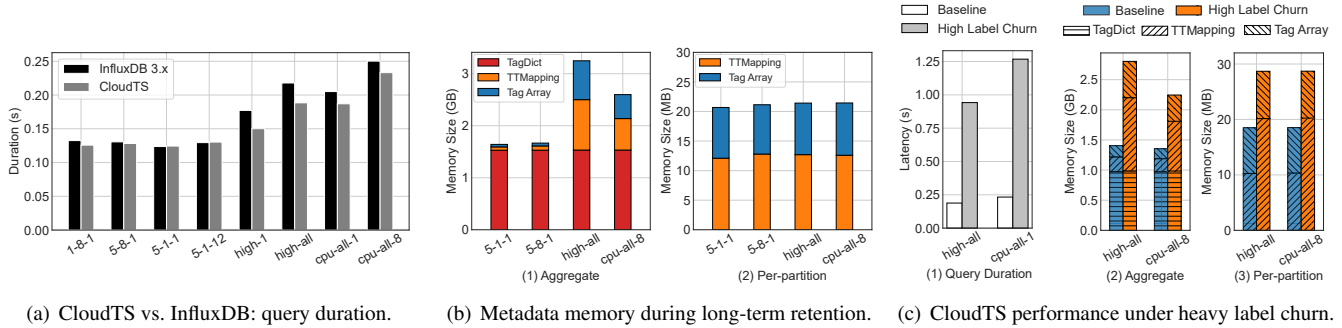 Duration (s)
0.25
0.20
0.15
0.10
0.05
0.00
InfluxDB 3.x
CloudTS
1-8-1
5-8-1
5-1-1
5-1-12
high-1
high-all
cpu-all-1
cpu-all-8
(a) CloudTS vs. InfluxDB: query duration.
Memory Size (GB)
3
2
1
0
TagDict
TTMapping
Tag Array
5-1-1
5-8-1
high-all
cpu-all-8
(1) Aggregate
Memory Size (MB)
30
25
20
15
10
5
0
TTMapping
Tag Array
5-1-1
5-8-1
high-all
cpu-all-8
(2) Per-partition
(b) Metadata memory during long-term retention.
Baseline
High Label Churn
Latency (s)
1.25
1.00
0.75
0.50
0.25
0.00
high-all
cpu-all-1
(1) Query Duration
Baseline
High Label Churn
TagDict
TTMapping
Tag Array
Memory Size (GB)
2.5
2.0
1.5
1.0
0.5
0.0
high-all
cpu-all-8
(2) Aggregate
Memory Size (MB)
30
20
10
0
high-all
cpu-all-8
(3) Per-partition
(c) CloudTS performance under heavy label churn.